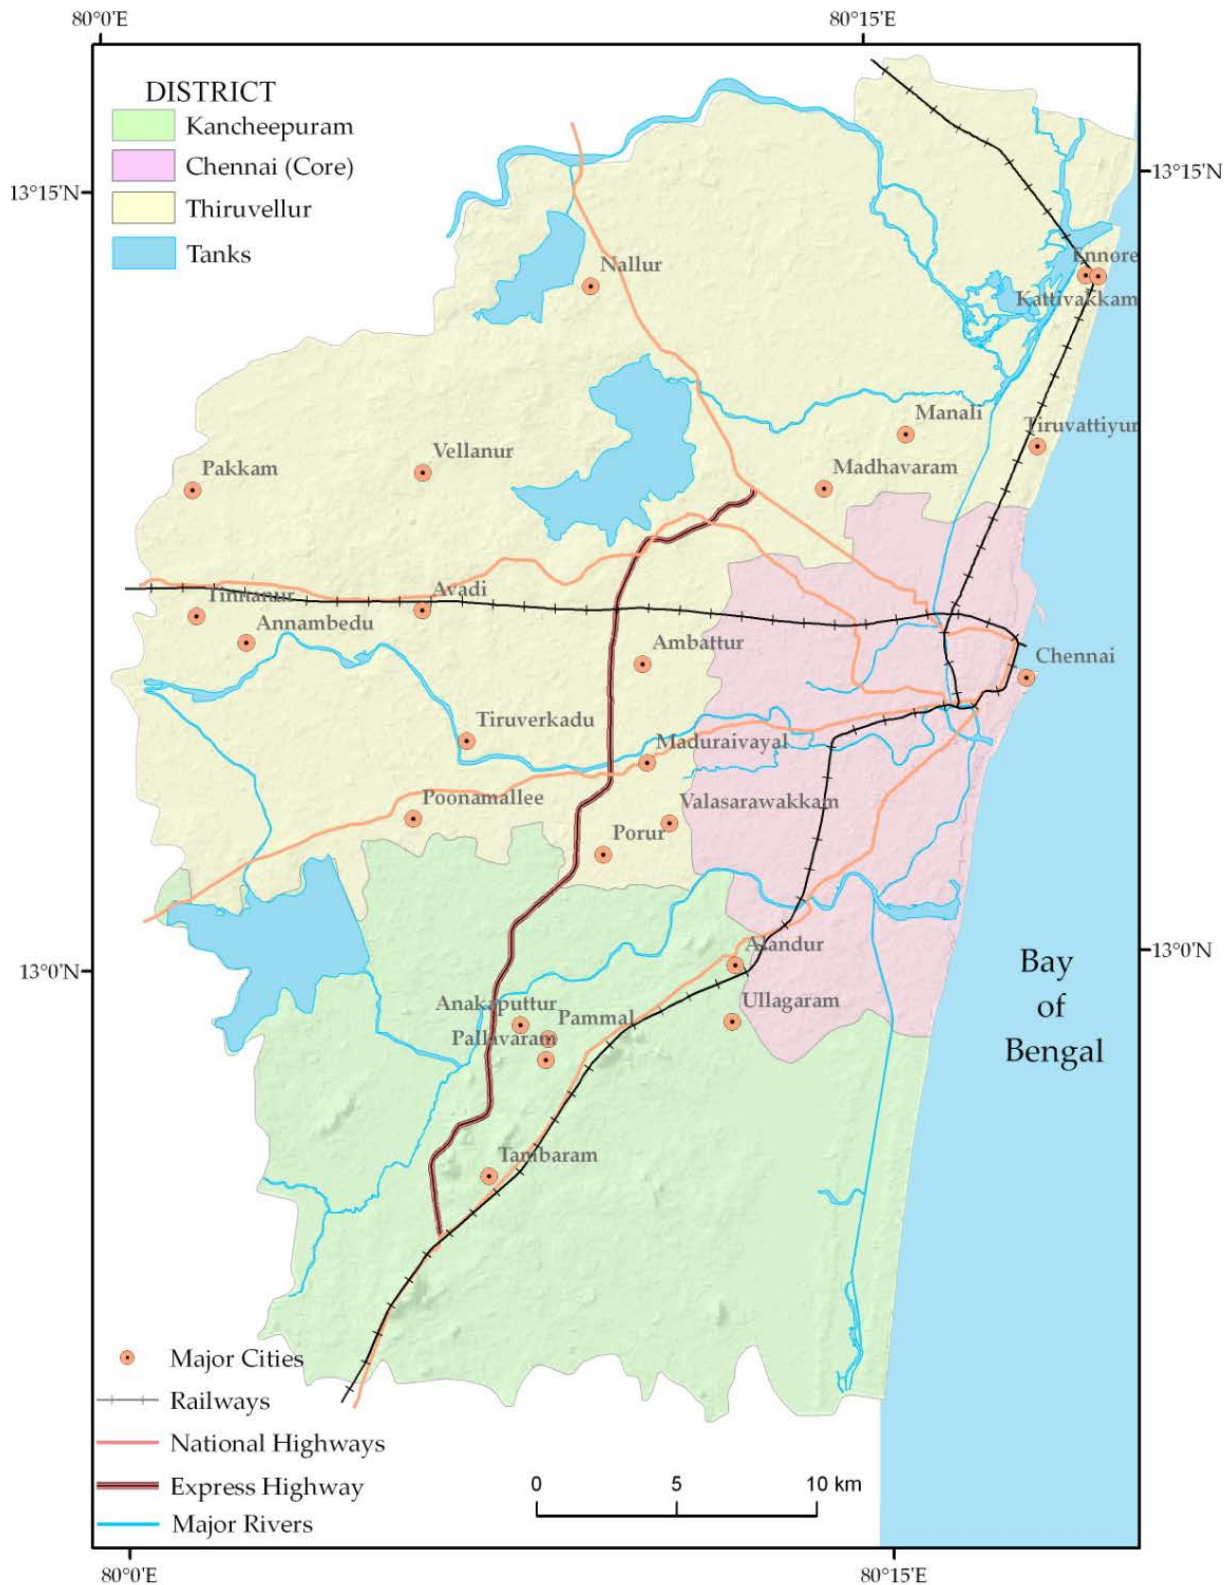 80°0'E 80°15'E
DISTRICT
Kancheepuram
Chennai (Core)
Thiruvellur
Tanks
13°15'N
13°15'N
Nallur
Ennore
Kattivakkam
Manali
Tiruvattiyur
Vellanur
Pakkam
Madhavaram
Avadi
Tinnanur
Annambedu
Ambattur
Chennai
Tiruverkadu
Maduraivayal
Poonamallee
Valasarawakkam
Porur
Alandur
13°0'N
13°0'N
Bay
of
Bengal
Anakaputtur
Ullagaram
Pammal
Pallavaram
Tambaram
Major Cities
Railways
National Highways
Express Highway
Major Rivers
0 5 10 km
80°0'E 80°15'E